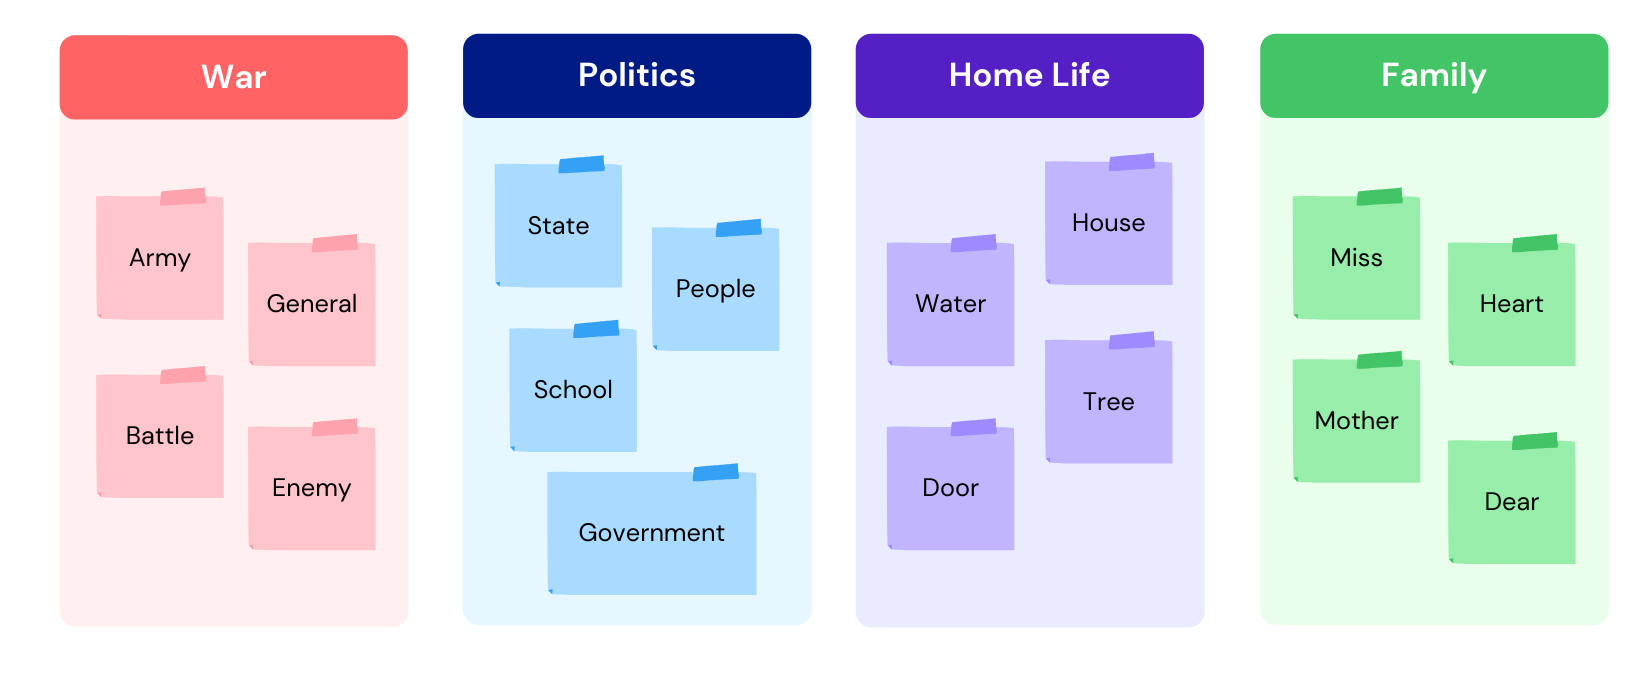 War
Army
General
Battle
Enemy
Politics
State
People
School
Government
Home Life
House
Water
Tree
Door
Family
Miss
Heart
Mother
Dear